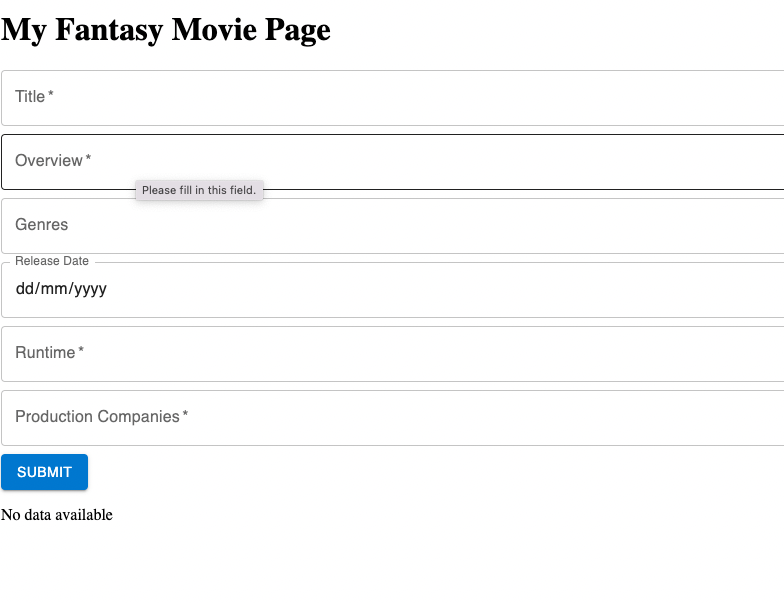 My Fantasy Movie Page
Title *
Overview *
Please fill in this field.
Genres
Release Date
dd/mm/yyyy
Runtime *
Production Companies *
SUBMIT
No data available